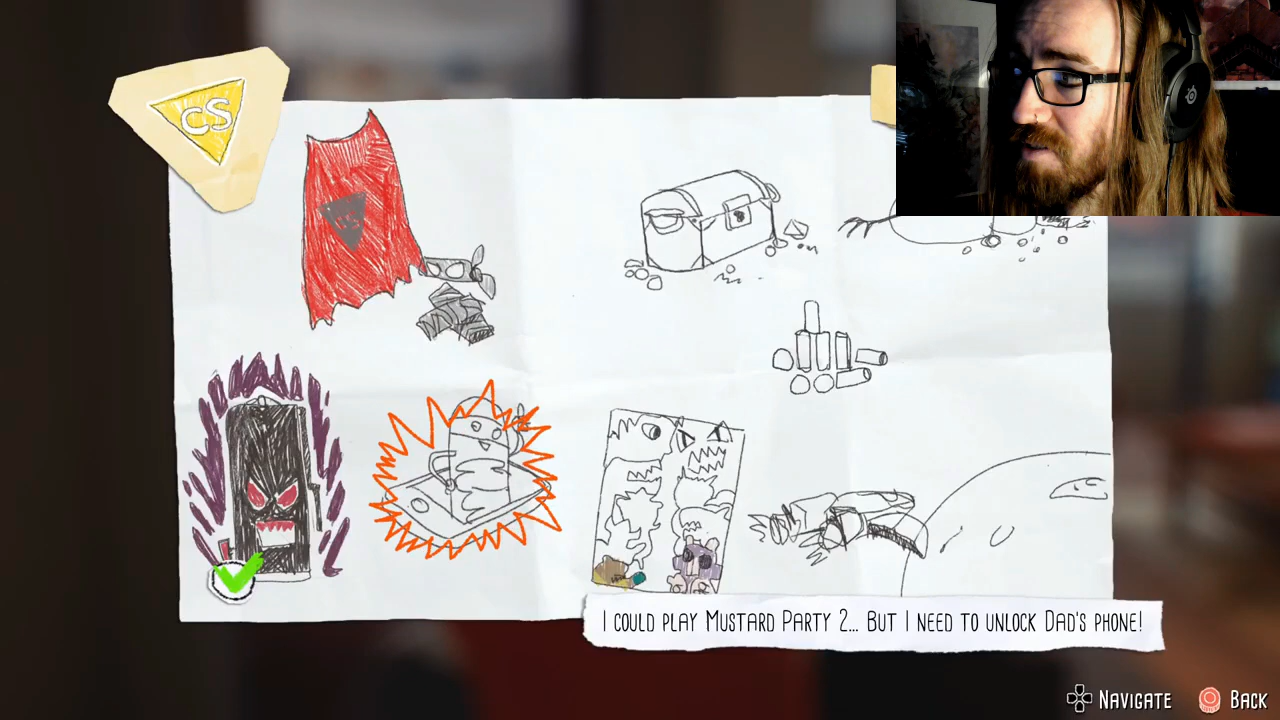 CS
I could play Mustard Party 2... But I need to unlock Dad's phone!
Navigate
Back